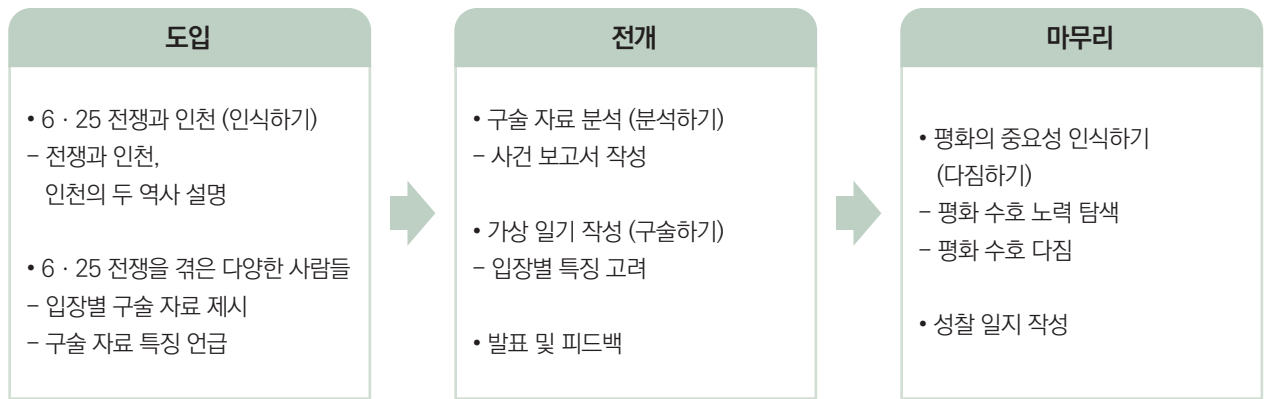 도입
• 6 · 25 전쟁과 인천 (인식하기)
– 전쟁과 인천,
인천의 두 역사 설명
• 6 · 25 전쟁을 겪은 다양한 사람들
– 입장별 구술 자료 제시
– 구술 자료 특징 언급
전개
• 구술 자료 분석 (분석하기)
– 사건 보고서 작성
• 가상 일기 작성 (구술하기)
– 입장별 특징 고려
• 발표 및 피드백
마무리
• 평화의 중요성 인식하기
(다짐하기)
– 평화 수호 노력 탐색
– 평화 수호 다짐
• 성찰 일지 작성